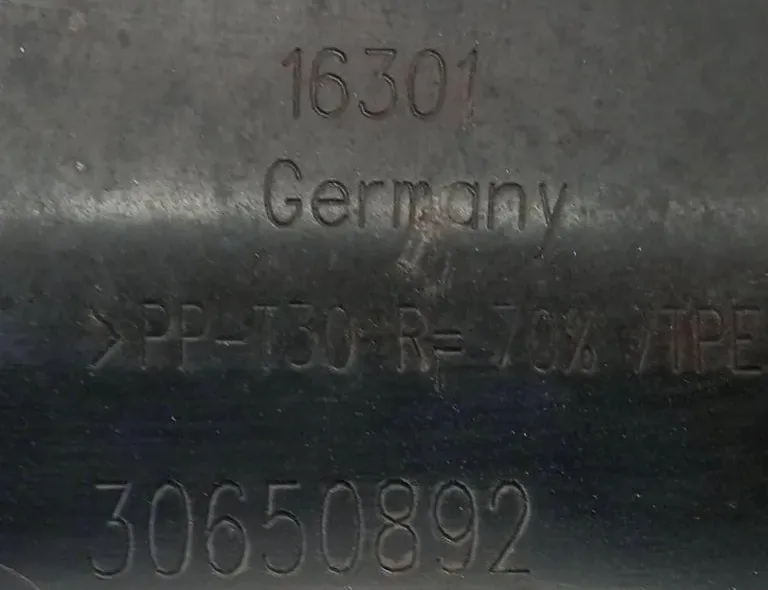 16301
Germany
>PP-T30 R= 70% /TPE
30650892